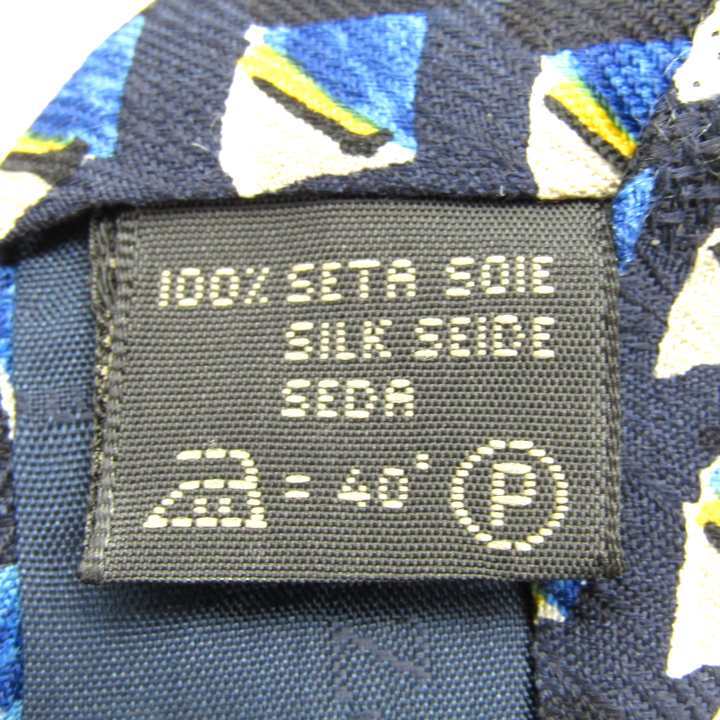 100% SETA SOIE
SILK SEIDE
SEDA
= 40° P